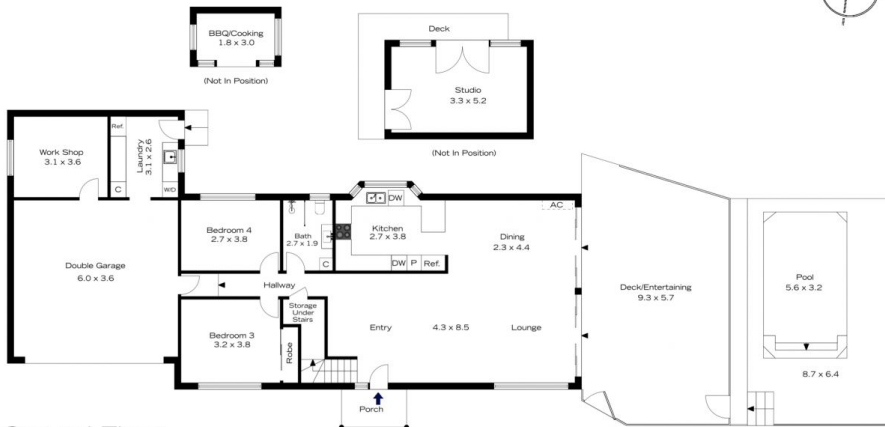 BBQ/Cooking
1.8 x 3.0
(Not In Position)
Deck
Studio
3.3 x 5.2
(Not In Position)
Work Shop
3.1 x 3.6
Ref.
Laundry
3.1 x 2.6
C
W/D
Double Garage
6.0 x 3.6
Bedroom 4
2.7 x 3.8
Bath
2.7 x 1.9
C
DW
Kitchen
2.7 x 3.8
DW
P
Ref.
AC
Dining
2.3 x 4.4
Hallway
Storage
Under
Stairs
Bedroom 3
3.2 x 3.8
Robe
Entry
4.3 x 8.5
Lounge
Porch
Deck/Entertaining
9.3 x 5.7
Pool
5.6 x 3.2
8.7 x 6.4